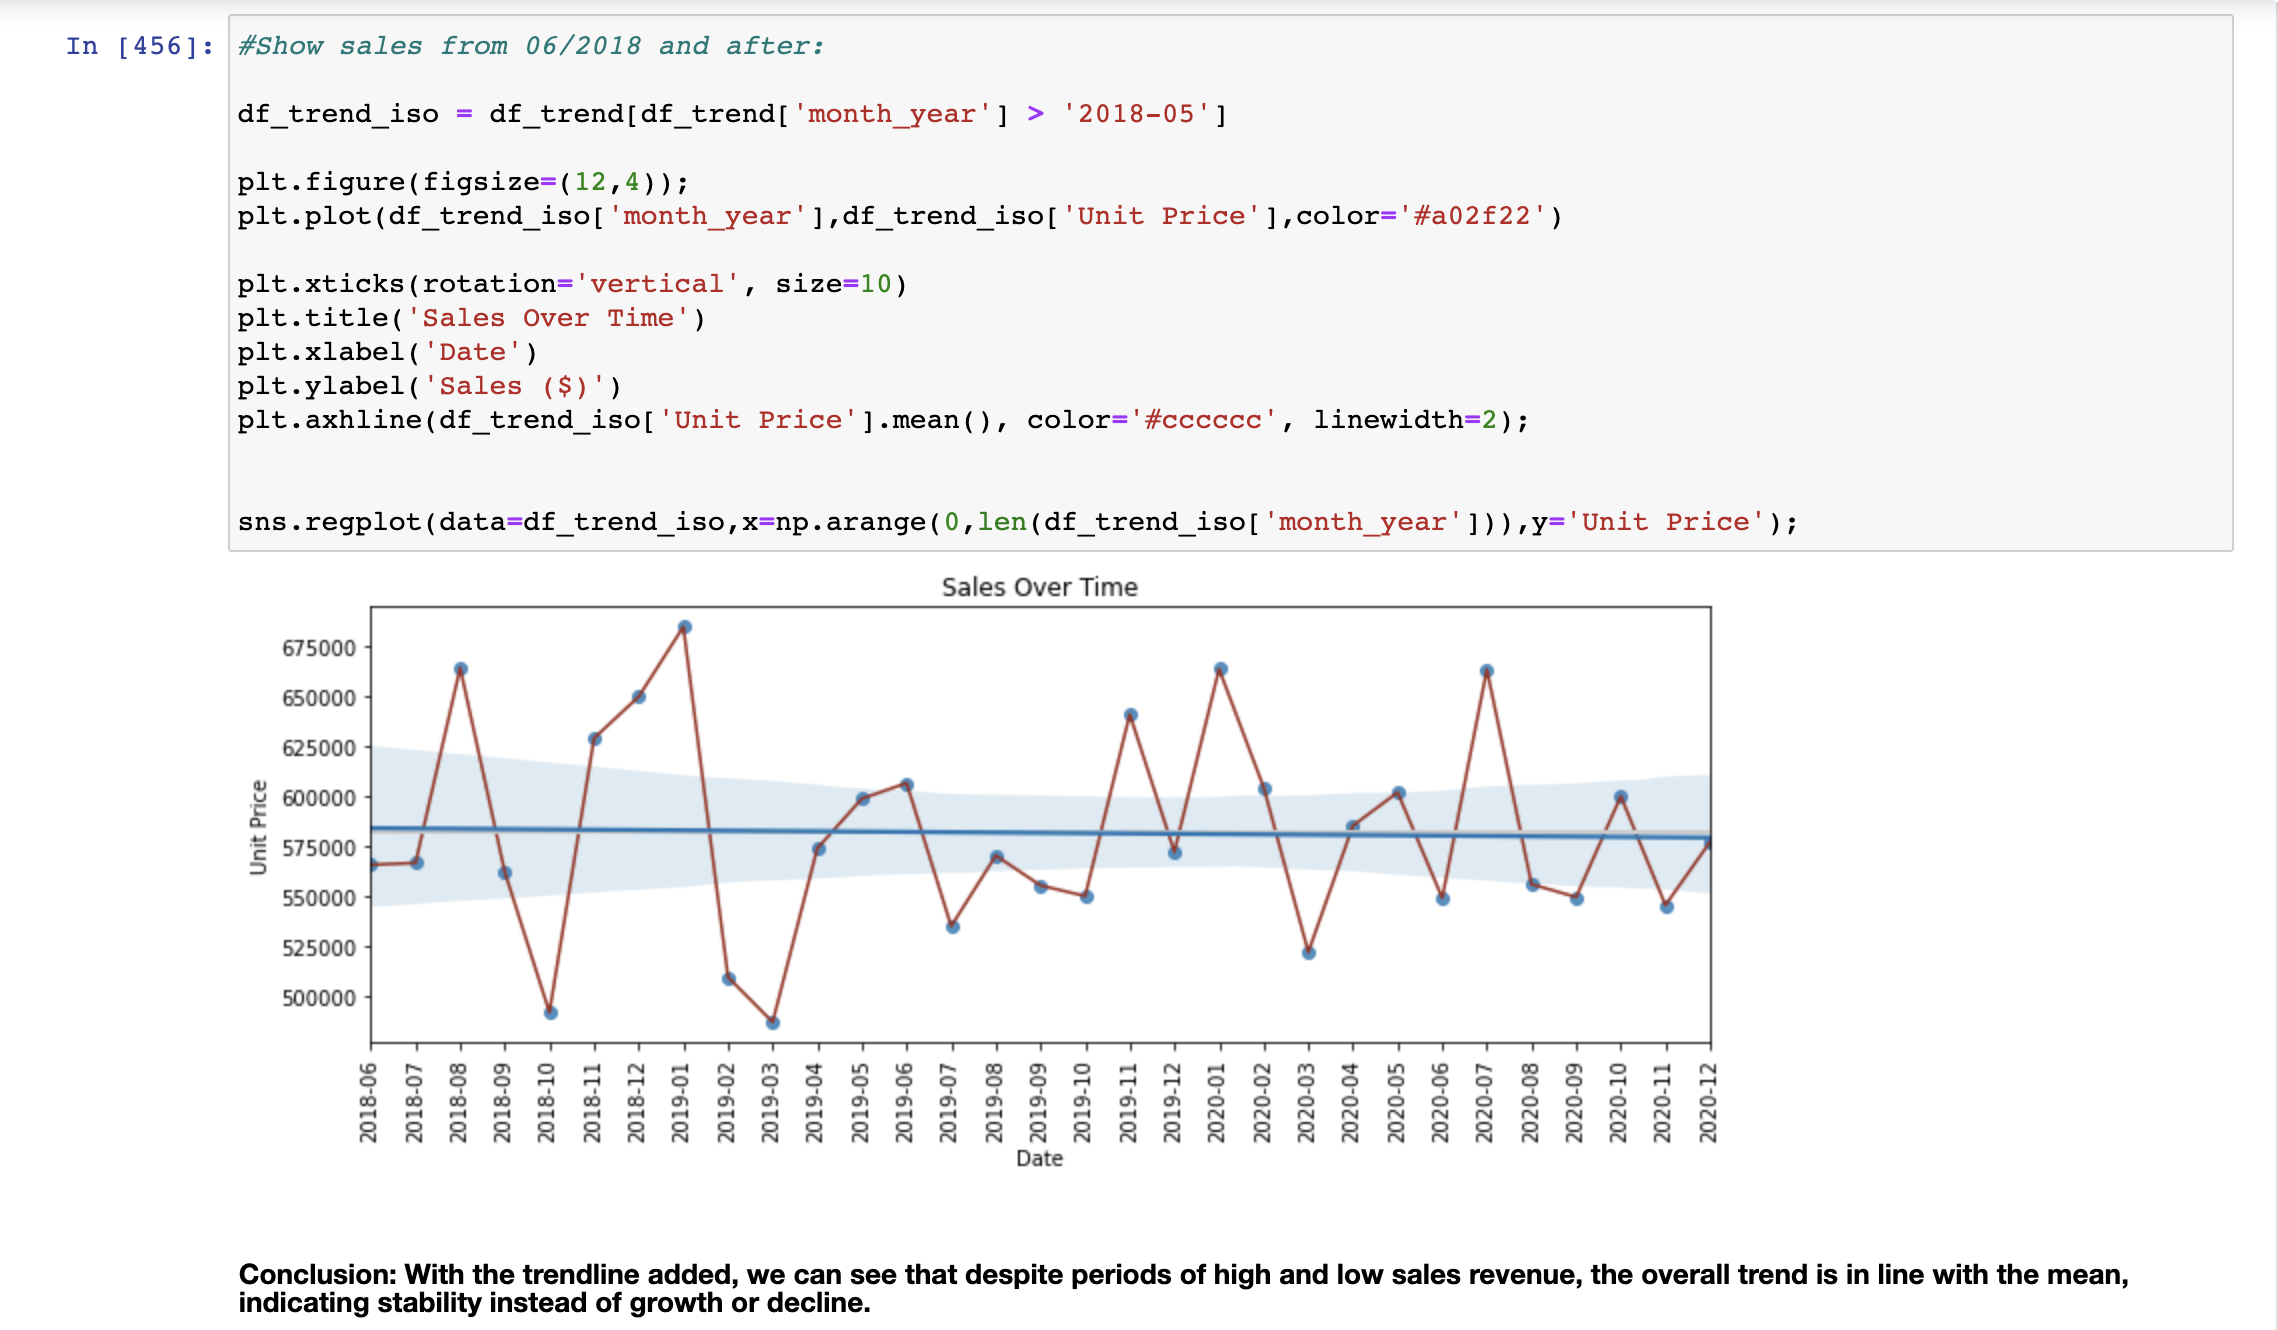 In [456]: #Show sales from 06/2018 and after:
df_trend_iso = df_trend[df_trend['month_year'] > '2018-05']
plt.figure(figsize=(12,4));
plt.plot(df_trend_iso['month_year'],df_trend_iso['Unit Price'],color='#a02f22')
plt.xticks(rotation='vertical', size=10)
plt.title('Sales Over Time')
plt.xlabel('Date')
plt.ylabel('Sales ($)')
plt.axhline(df_trend_iso['Unit Price'].mean(), color='#cccccc', linewidth=2);
sns.regplot(data=df_trend_iso,x=np.arange(0,len(df_trend_iso['month_year'])),y='Unit Price');
Sales Over Time
Unit Price
675000
650000
625000
600000
575000
550000
525000
500000
2018-06
2018-07
2018-08
2018-09
2018-10
2018-11
2018-12
2019-01
2019-02
2019-03
2019-04
2019-05
2019-06
2019-07
2019-08
2019-09
2019-10
2019-11
2019-12
2020-01
2020-02
2020-03
2020-04
2020-05
2020-06
2020-07
2020-08
2020-09
2020-10
2020-11
2020-12
Date
Conclusion: With the trendline added, we can see that despite periods of high and low sales revenue, the overall trend is in line with the mean,
indicating stability instead of growth or decline.